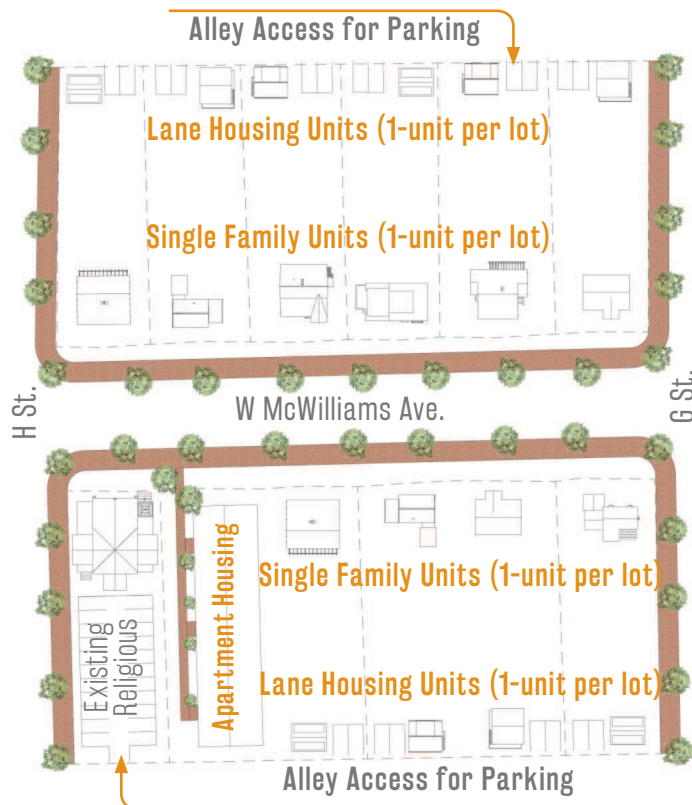 Alley Access for Parking
Lane Housing Units (1-unit per lot)
Single Family Units (1-unit per lot)
H St.
W McWilliams Ave.
G St.
Existing
Religious
Apartment Housing
Single Family Units (1-unit per lot)
Lane Housing Units (1-unit per lot)
Alley Access for Parking